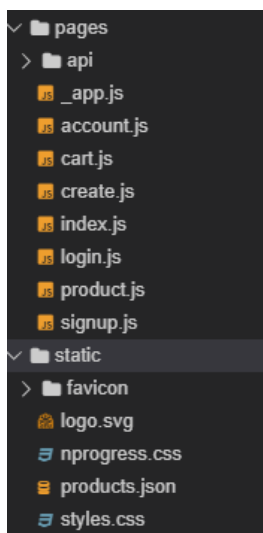 pages
api
_app.js
account.js
cart.js
create.js
index.js
login.js
product.js
signup.js
static
favicon
logo.svg
nprogress.css
products.json
styles.css